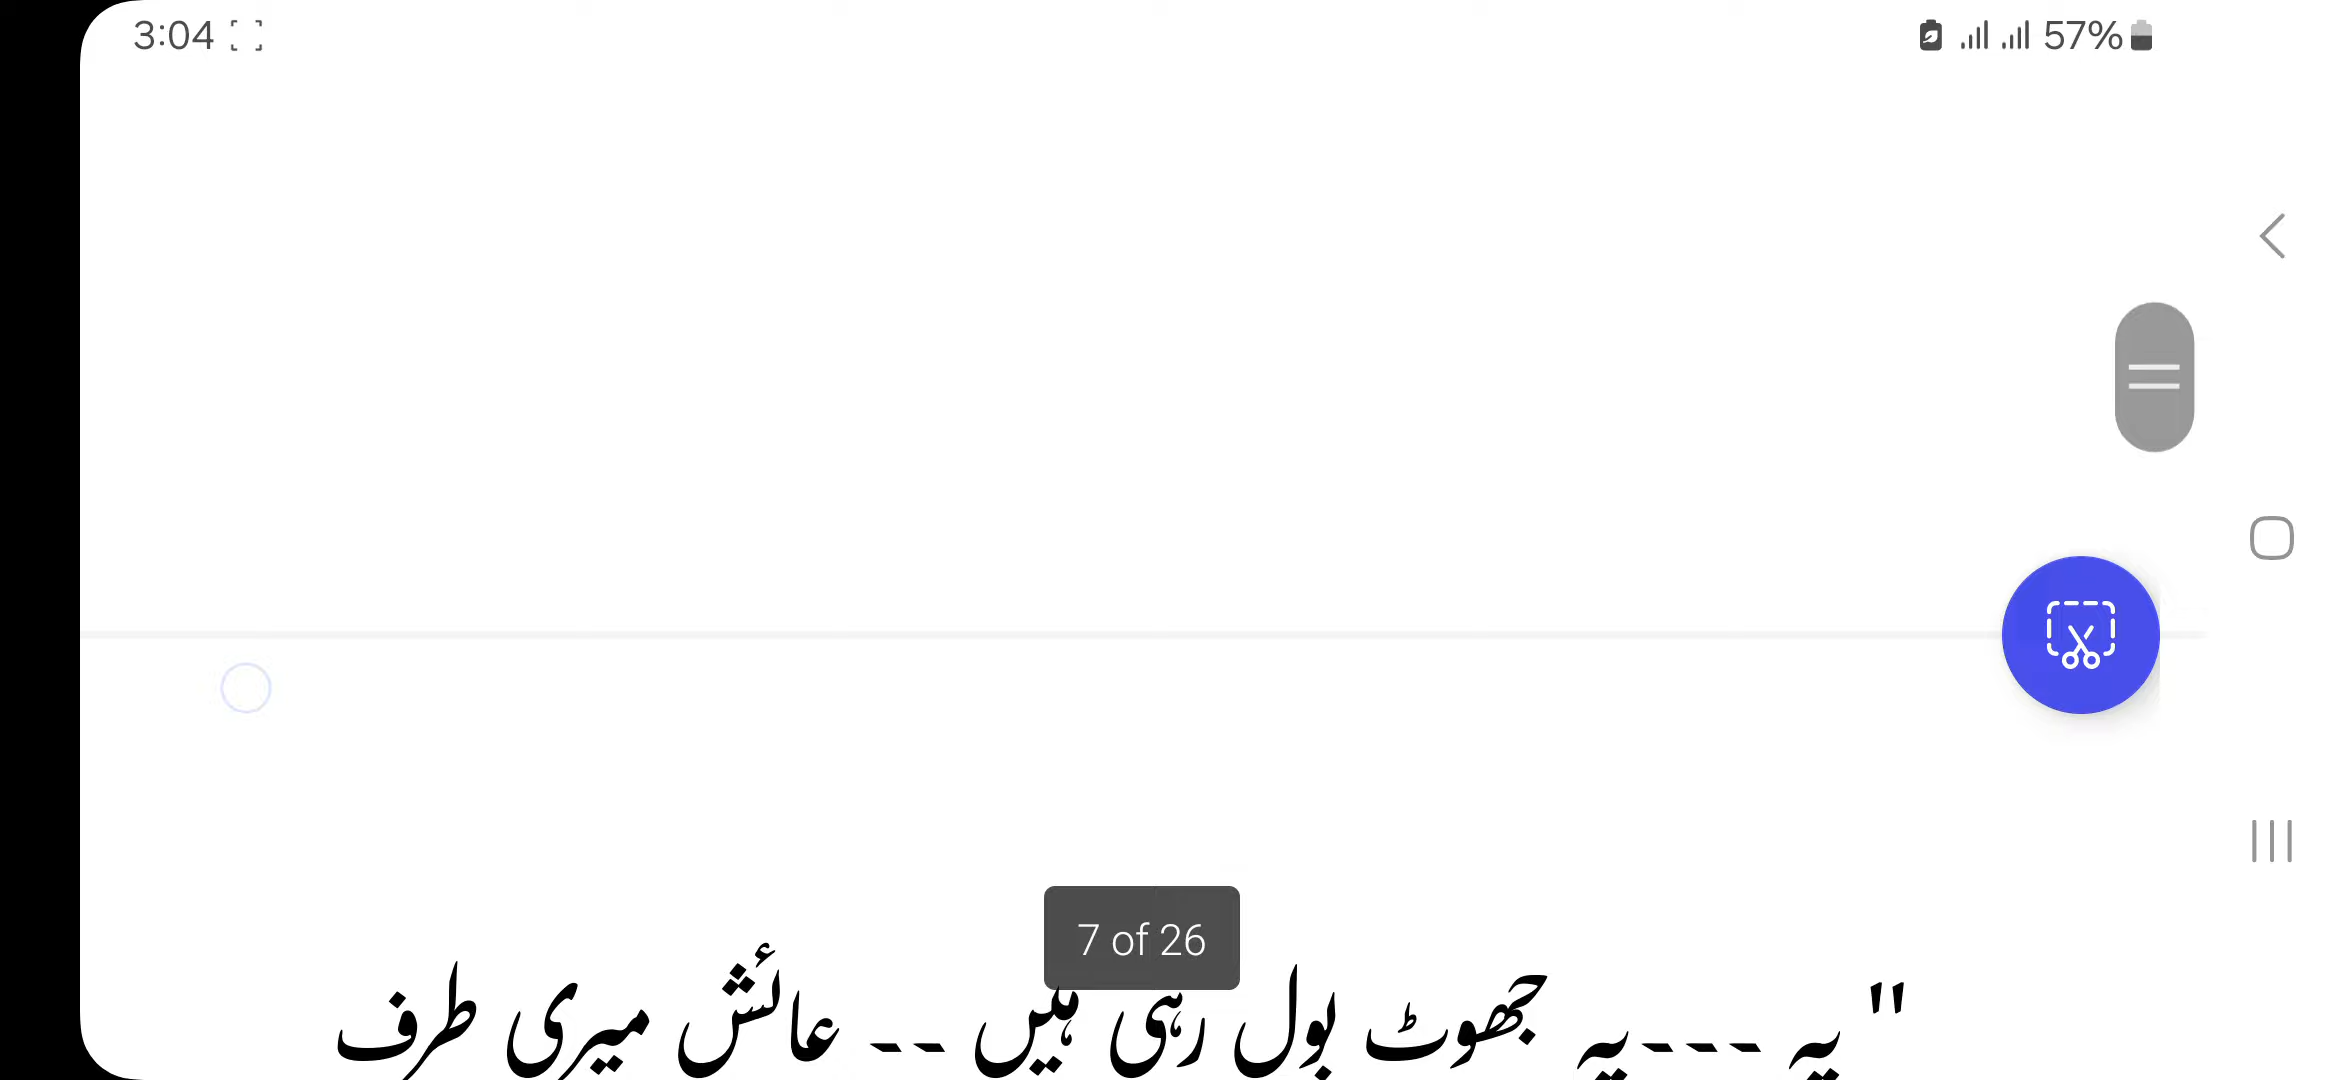 3:04 57%
7 of 26
"یہ ----یہ جھوٹ بول رہی ہیں -- عائش میری طرف